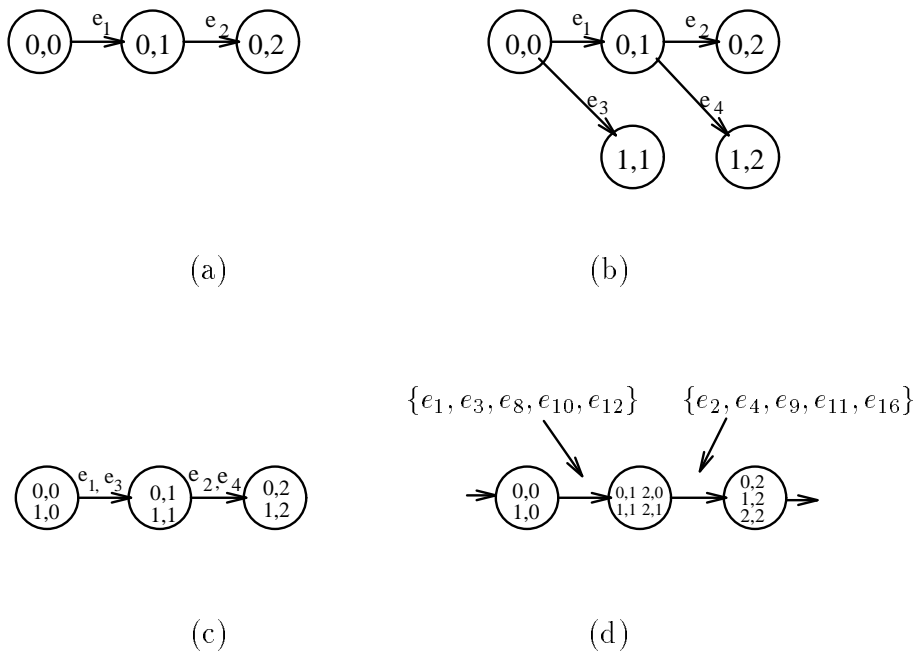 e1 e2
0,0 0,1 0,2
(a)
e1 e2
0,0 0,1 0,2
e3 e4
1,1 1,2
(b)
e1, e3 e2,e4
0,0 0,1 0,2
1,0 1,1 1,2
(c)
{e1, e3, e8, e10, e12} {e2, e4, e9, e11, e16}
0,0 0,1 2,0 0,2
1,0 1,1 2,1 1,2
2,2
(d)